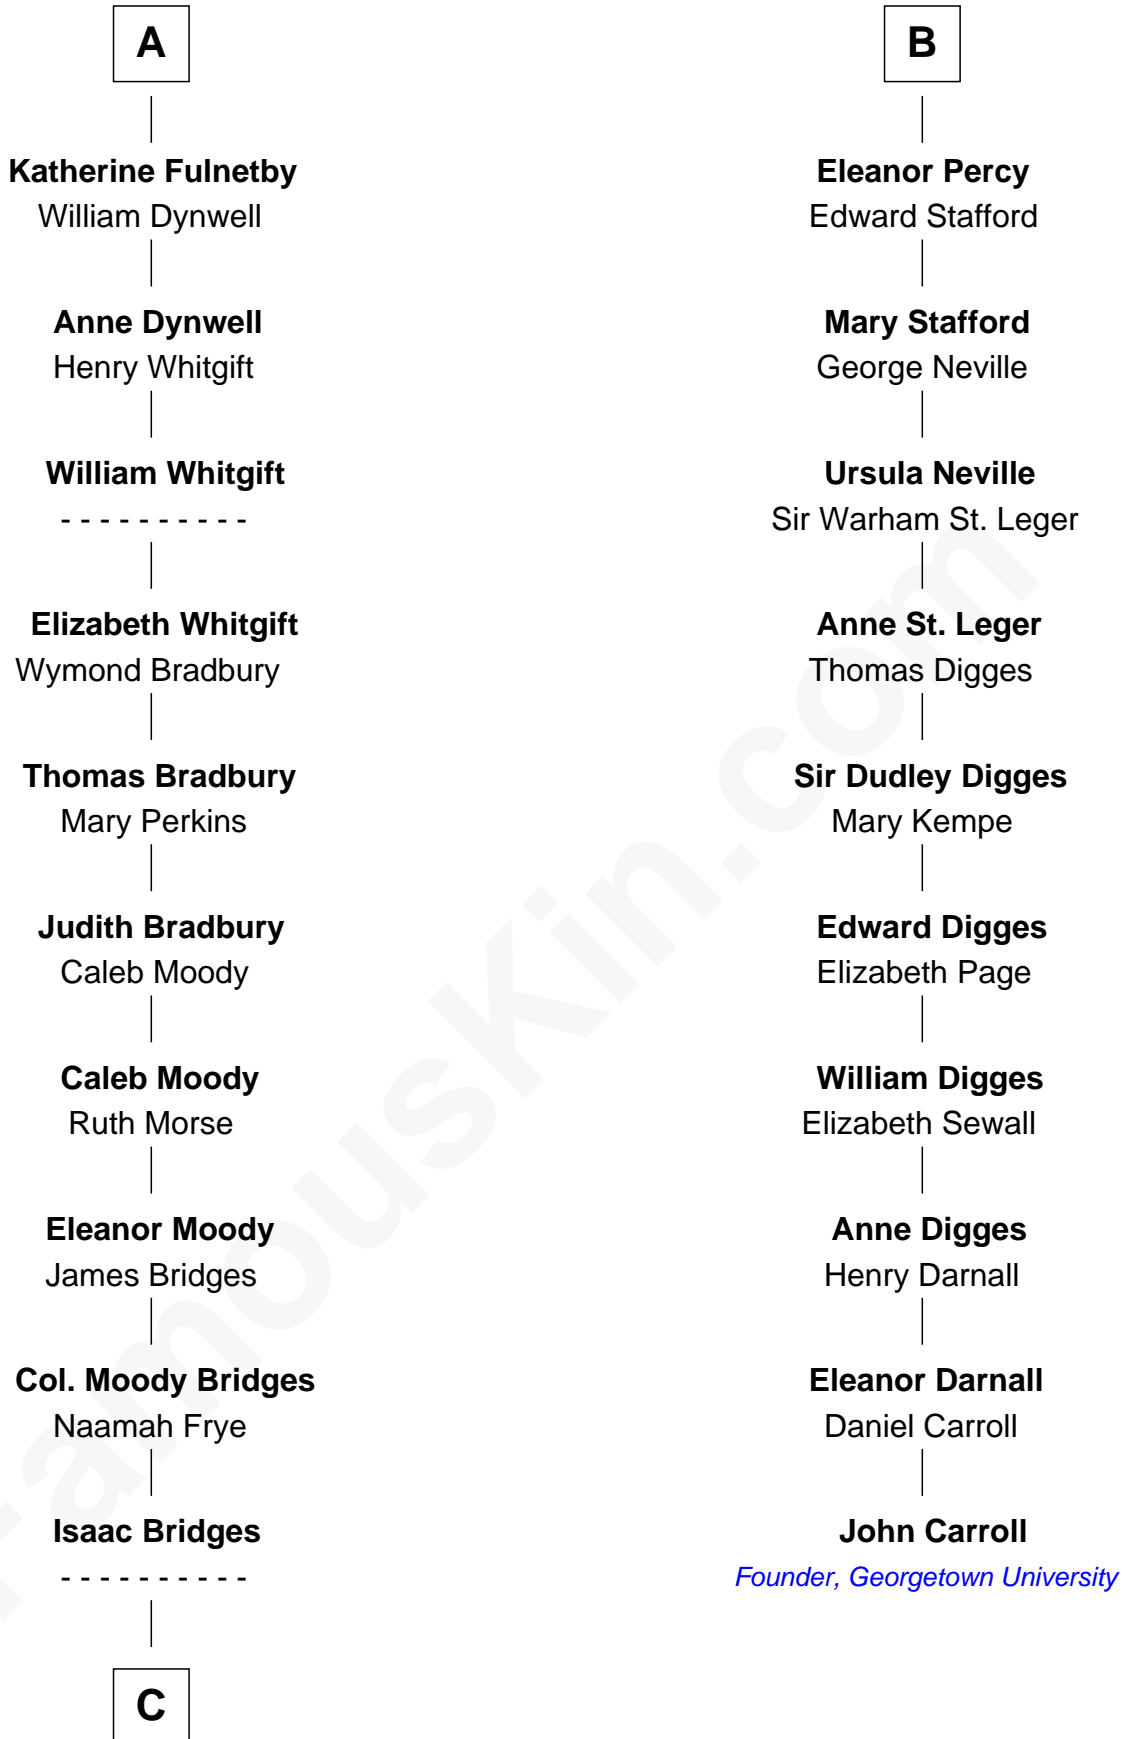 A
Katherine Fulnetby
William Dynwell
Anne Dynwell
Henry Whitgift
William Whitgift
- - - - - - - - - -
Elizabeth Whitgift
Wymond Bradbury
Thomas Bradbury
Mary Perkins
Judith Bradbury
Caleb Moody
Caleb Moody
Ruth Morse
Eleanor Moody
James Bridges
Col. Moody Bridges
Naamah Frye
Isaac Bridges
- - - - - - - - - -
C
B
Eleanor Percy
Edward Stafford
Mary Stafford
George Neville
Ursula Neville
Sir Warham St. Leger
Anne St. Leger
Thomas Digges
Sir Dudley Digges
Mary Kempe
Edward Digges
Elizabeth Page
William Digges
Elizabeth Sewall
Anne Digges
Henry Darnall
Eleanor Darnall
Daniel Carroll
John Carroll
Founder, Georgetown University
FamousKin.com